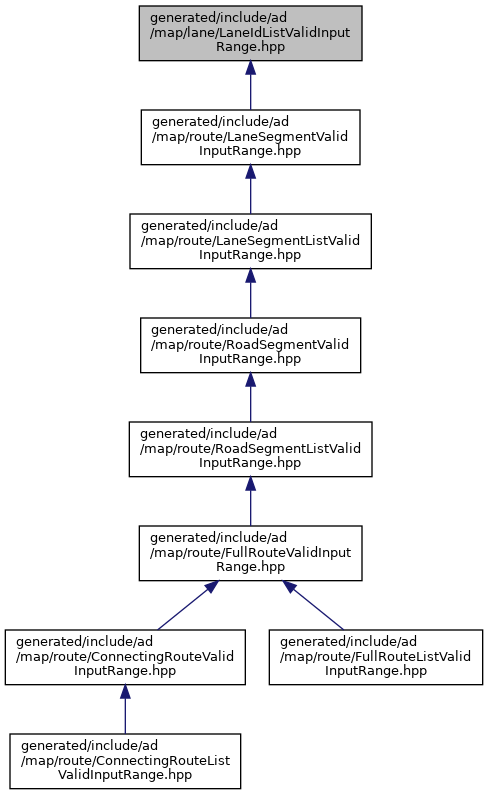 generated/include/ad
/map/lane/LaneIdListValidInput
Range.hpp
generated/include/ad
/map/route/LaneSegmentValid
InputRange.hpp
generated/include/ad
/map/route/LaneSegmentListValid
InputRange.hpp
generated/include/ad
/map/route/RoadSegmentValid
InputRange.hpp
generated/include/ad
/map/route/RoadSegmentListValid
InputRange.hpp
generated/include/ad
/map/route/FullRouteValidInput
Range.hpp
generated/include/ad
/map/route/ConnectingRouteValid
InputRange.hpp
generated/include/ad
/map/route/FullRouteListValid
InputRange.hpp
generated/include/ad
/map/route/ConnectingRouteList
ValidInputRange.hpp